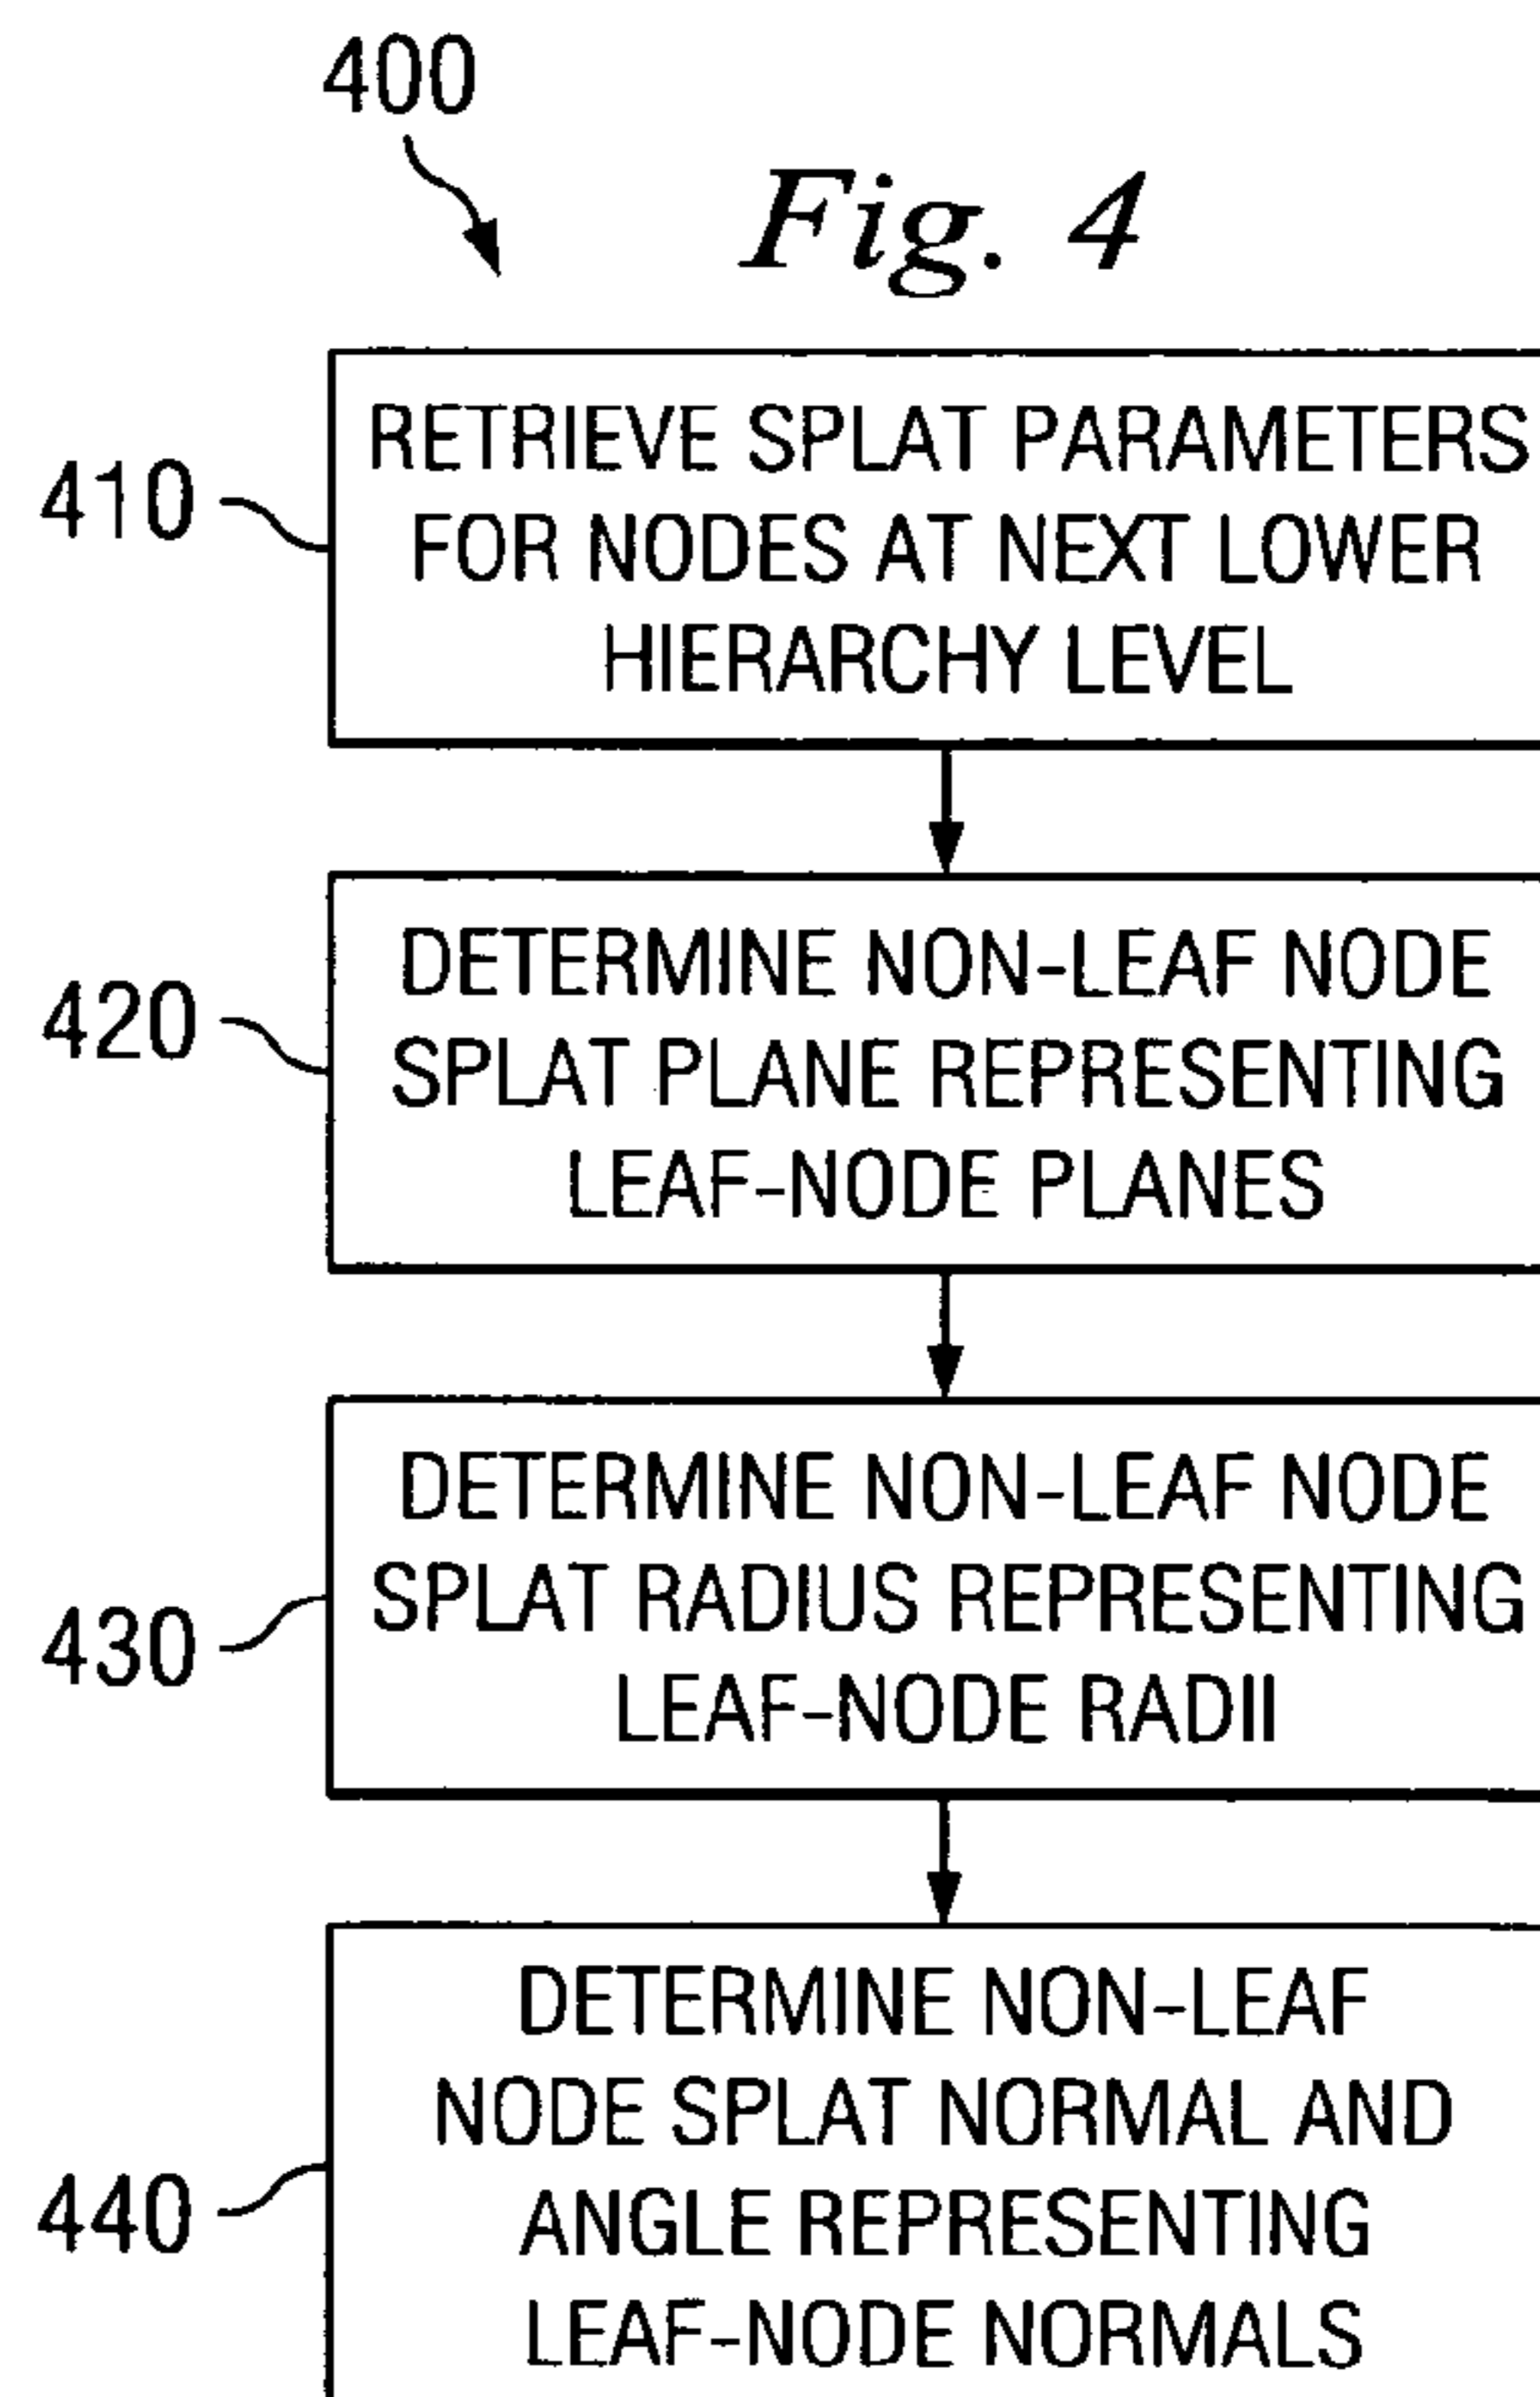 400
Fig. 4
410
RETRIEVE SPLAT PARAMETERS
FOR NODES AT NEXT LOWER
HIERARCHY LEVEL
420
DETERMINE NON-LEAF NODE
SPLAT PLANE REPRESENTING
LEAF-NODE PLANES
430
DETERMINE NON-LEAF NODE
SPLAT RADIUS REPRESENTING
LEAF-NODE RADII
440
DETERMINE NON-LEAF
NODE SPLAT NORMAL AND
ANGLE REPRESENTING
LEAF-NODE NORMALS